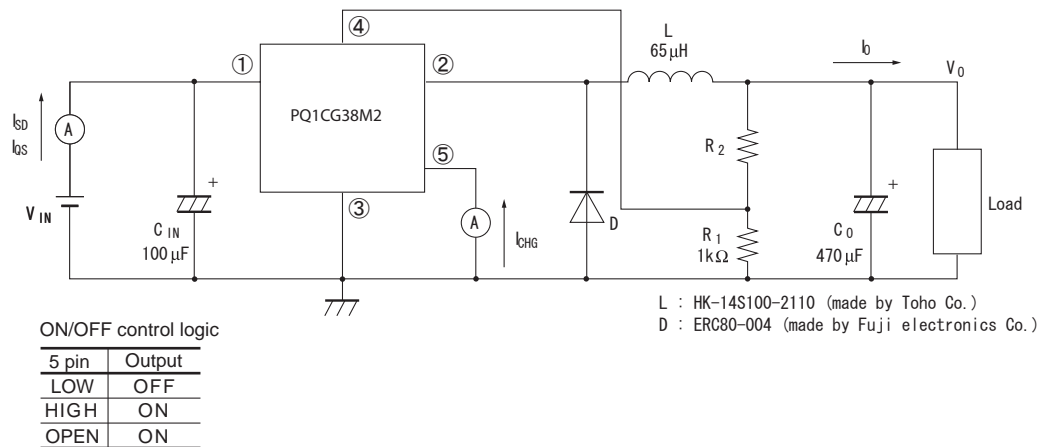 ④
L
65μH
I0
V0
①
②
PQ1CG38M2
A
ISD
IQS
⑤
R2
+
VIN
CIN
100μF
③
A
ICHG
D
R1
1kΩ
+
C0
470μF
Load
L : HK-14S100-2110 (made by Toho Co.)
D : ERC80-004 (made by Fuji electronics Co.)
ON/OFF control logic
5 pin Output
LOW OFF
HIGH ON
OPEN ON